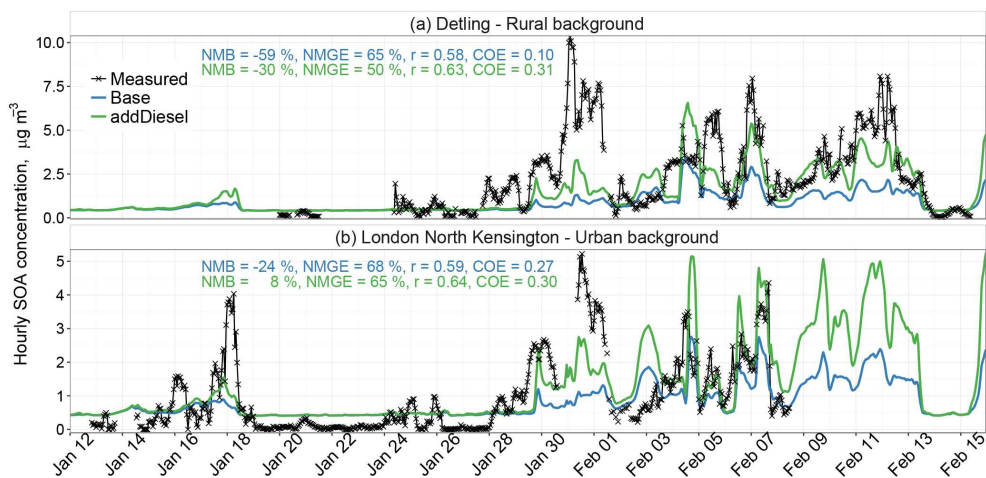 (a) Detling - Rural background
NMB = -59 %, NMGE = 65 %, r = 0.58, COE = 0.10
NMB = -30 %, NMGE = 50 %, r = 0.63, COE = 0.31
Measured
Base
addDiesel
10.0
7.5
5.0
2.5
0.0
Hourly SOA concentration, μg m⁻³
(b) London North Kensington - Urban background
NMB = -24 %, NMGE = 68 %, r = 0.59, COE = 0.27
NMB = 8 %, NMGE = 65 %, r = 0.64, COE = 0.30
5
4
3
2
1
0
Jan 12
Jan 14
Jan 16
Jan 18
Jan 20
Jan 22
Jan 24
Jan 26
Jan 28
Jan 30
Feb 01
Feb 03
Feb 05
Feb 07
Feb 09
Feb 11
Feb 13
Feb 15